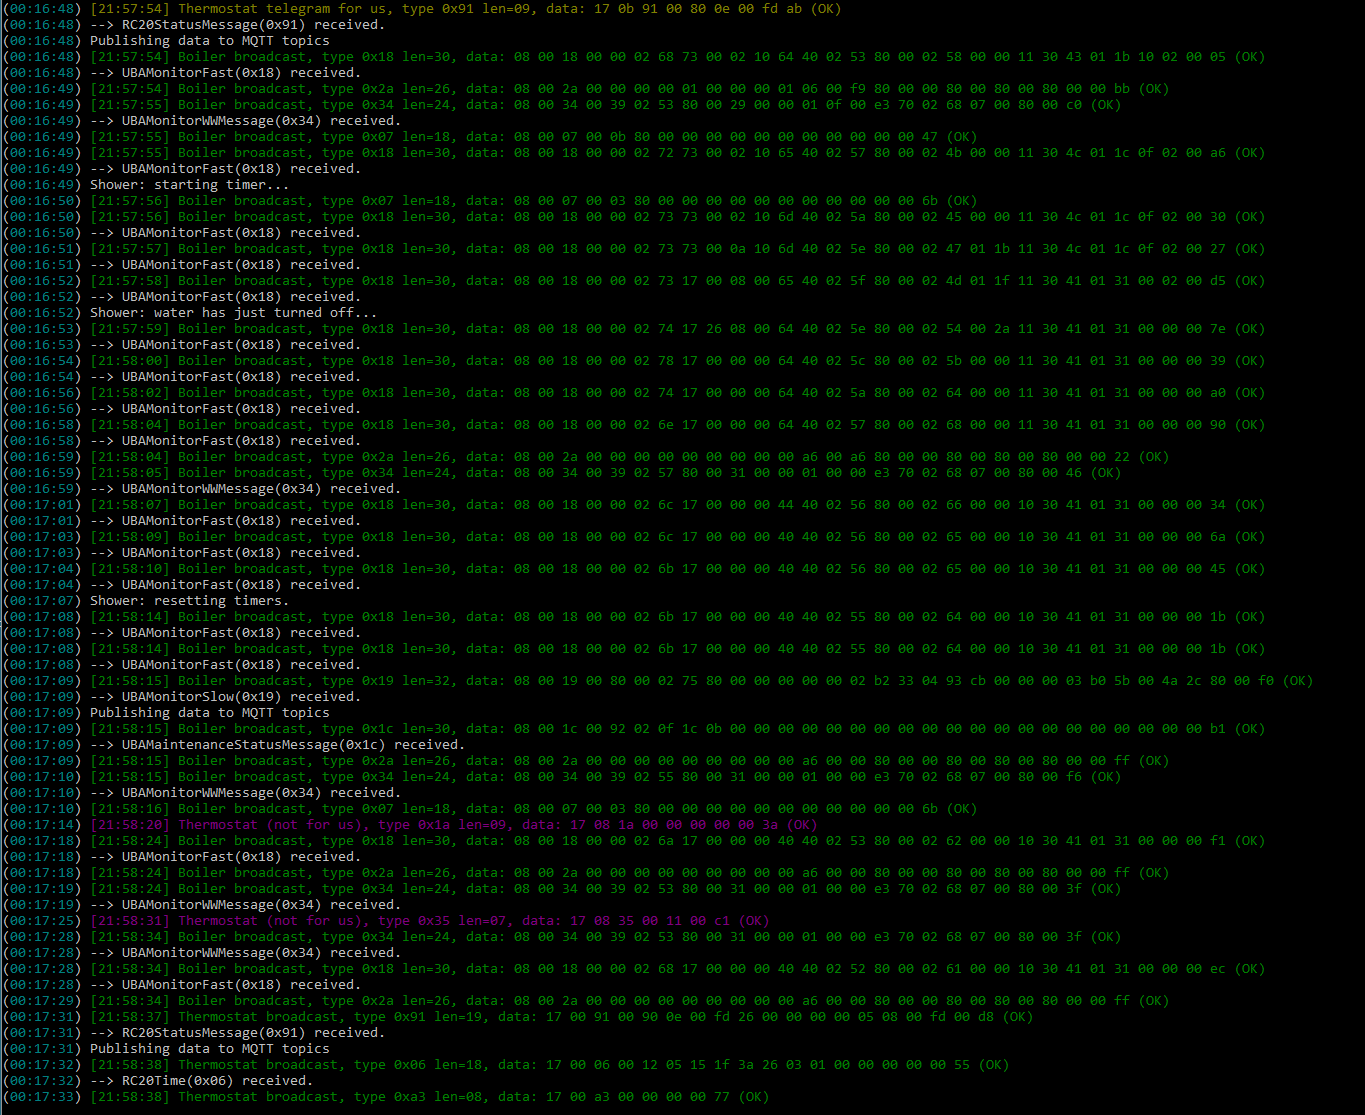 (00:16:48) [21:57:54] Thermostat telegram for us, type 0x91 len=09, data: 17 0b 91 00 80 0e 00 fd ab (OK)
(00:16:48) --> RC20StatusMessage(0x91) received.
(00:16:48) Publishing data to MQTT topics
(00:16:48) [21:57:54] Boiler broadcast, type 0x18 len=30, data: 08 00 18 00 00 02 68 73 00 02 10 64 40 02 53 80 00 02 58 00 00 11 30 43 01 1b 10 02 00 05 (OK)
(00:16:48) --> UBAMonitorFast(0x18) received.
(00:16:49) [21:57:54] Boiler broadcast, type 0x2a len=26, data: 08 00 2a 00 00 00 00 00 01 00 00 00 01 06 00 f9 80 00 00 80 00 80 00 80 00 00 bb (OK)
(00:16:49) [21:57:55] Boiler broadcast, type 0x34 len=24, data: 08 00 34 00 39 02 53 80 00 29 00 00 01 0f 00 e3 70 02 68 07 00 80 00 c0 (OK)
(00:16:49) --> UBAMonitorWWMessage(0x34) received.
(00:16:49) [21:57:55] Boiler broadcast, type 0x07 len=18, data: 08 00 07 00 0b 80 00 00 00 00 00 00 00 00 00 00 00 47 (OK)
(00:16:49) [21:57:55] Boiler broadcast, type 0x18 len=30, data: 08 00 18 00 00 02 72 73 00 02 10 65 40 02 57 80 00 02 4b 00 00 11 30 4c 01 1c 0f 02 00 a6 (OK)
(00:16:49) --> UBAMonitorFast(0x18) received.
(00:16:49) Shower: starting timer...
(00:16:50) [21:57:56] Boiler broadcast, type 0x07 len=18, data: 08 00 07 00 03 80 00 00 00 00 00 00 00 00 00 00 00 6b (OK)
(00:16:50) [21:57:56] Boiler broadcast, type 0x18 len=30, data: 08 00 18 00 00 02 73 73 00 02 10 6d 40 02 5a 80 00 02 45 00 00 11 30 4c 01 1c 0f 02 00 30 (OK)
(00:16:50) --> UBAMonitorFast(0x18) received.
(00:16:51) [21:57:57] Boiler broadcast, type 0x18 len=30, data: 08 00 18 00 00 02 73 73 00 0a 10 6d 40 02 5e 80 00 02 47 01 1b 11 30 4c 01 1c 0f 02 00 27 (OK)
(00:16:51) --> UBAMonitorFast(0x18) received.
(00:16:52) [21:57:58] Boiler broadcast, type 0x18 len=30, data: 08 00 18 00 00 02 73 17 00 08 00 65 40 02 5f 80 00 02 4d 01 1f 11 30 41 01 31 00 02 00 d5 (OK)
(00:16:52) --> UBAMonitorFast(0x18) received.
(00:16:52) Shower: water has just turned off...
(00:16:53) [21:57:59] Boiler broadcast, type 0x18 len=30, data: 08 00 18 00 00 02 74 17 26 08 00 64 40 02 5e 80 00 02 54 00 2a 11 30 41 01 31 00 00 00 7e (OK)
(00:16:53) --> UBAMonitorFast(0x18) received.
(00:16:54) [21:58:00] Boiler broadcast, type 0x18 len=30, data: 08 00 18 00 00 02 78 17 00 00 00 64 40 02 5c 80 00 02 5b 00 00 11 30 41 01 31 00 00 00 39 (OK)
(00:16:54) --> UBAMonitorFast(0x18) received.
(00:16:56) [21:58:02] Boiler broadcast, type 0x18 len=30, data: 08 00 18 00 00 02 74 17 00 00 00 64 40 02 5a 80 00 02 64 00 00 11 30 41 01 31 00 00 00 a0 (OK)
(00:16:56) --> UBAMonitorFast(0x18) received.
(00:16:58) [21:58:04] Boiler broadcast, type 0x18 len=30, data: 08 00 18 00 00 02 6e 17 00 00 00 64 40 02 57 80 00 02 68 00 00 11 30 41 01 31 00 00 00 90 (OK)
(00:16:58) --> UBAMonitorFast(0x18) received.
(00:16:59) [21:58:04] Boiler broadcast, type 0x2a len=26, data: 08 00 2a 00 00 00 00 00 00 00 00 00 00 a6 00 a6 80 00 00 80 00 80 00 80 00 00 22 (OK)
(00:16:59) [21:58:05] Boiler broadcast, type 0x34 len=24, data: 08 00 34 00 39 02 57 80 00 31 00 00 01 00 00 e3 70 02 68 07 00 80 00 46 (OK)
(00:16:59) --> UBAMonitorWWMessage(0x34) received.
(00:17:01) [21:58:07] Boiler broadcast, type 0x18 len=30, data: 08 00 18 00 00 02 6c 17 00 00 00 44 40 02 56 80 00 02 66 00 00 10 30 41 01 31 00 00 00 34 (OK)
(00:17:01) --> UBAMonitorFast(0x18) received.
(00:17:03) [21:58:09] Boiler broadcast, type 0x18 len=30, data: 08 00 18 00 00 02 6c 17 00 00 00 40 40 02 56 80 00 02 65 00 00 10 30 41 01 31 00 00 00 6a (OK)
(00:17:03) --> UBAMonitorFast(0x18) received.
(00:17:04) [21:58:10] Boiler broadcast, type 0x18 len=30, data: 08 00 18 00 00 02 6b 17 00 00 00 40 40 02 56 80 00 02 65 00 00 10 30 41 01 31 00 00 00 45 (OK)
(00:17:04) --> UBAMonitorFast(0x18) received.
(00:17:07) Shower: resetting timers.
(00:17:08) [21:58:14] Boiler broadcast, type 0x18 len=30, data: 08 00 18 00 00 02 6b 17 00 00 00 40 40 02 55 80 00 02 64 00 00 10 30 41 01 31 00 00 00 1b (OK)
(00:17:08) --> UBAMonitorFast(0x18) received.
(00:17:08) [21:58:14] Boiler broadcast, type 0x18 len=30, data: 08 00 18 00 00 02 6b 17 00 00 00 40 40 02 55 80 00 02 64 00 00 10 30 41 01 31 00 00 00 1b (OK)
(00:17:08) --> UBAMonitorFast(0x18) received.
(00:17:09) [21:58:15] Boiler broadcast, type 0x19 len=32, data: 08 00 19 00 80 00 02 75 80 00 00 00 00 00 02 b2 33 04 93 cb 00 00 00 03 b0 5b 00 4a 2c 80 00 f0 (OK)
(00:17:09) --> UBAMonitorSlow(0x19) received.
(00:17:09) Publishing data to MQTT topics
(00:17:09) [21:58:15] Boiler broadcast, type 0x1c len=30, data: 08 00 1c 00 92 02 0f 1c 0b 00 00 00 00 00 00 00 00 00 00 00 00 00 00 00 00 00 00 00 00 b1 (OK)
(00:17:09) --> UBAMaintenanceStatusMessage(0x1c) received.
(00:17:09) [21:58:15] Boiler broadcast, type 0x2a len=26, data: 08 00 2a 00 00 00 00 00 00 00 00 00 00 a6 00 00 80 00 00 80 00 80 00 80 00 00 ff (OK)
(00:17:10) [21:58:15] Boiler broadcast, type 0x34 len=24, data: 08 00 34 00 39 02 55 80 00 31 00 00 01 00 00 e3 70 02 68 07 00 80 00 f6 (OK)
(00:17:10) --> UBAMonitorWWMessage(0x34) received.
(00:17:10) [21:58:16] Boiler broadcast, type 0x07 len=18, data: 08 00 07 00 03 80 00 00 00 00 00 00 00 00 00 00 00 6b (OK)
(00:17:14) [21:58:20] Thermostat (not for us), type 0x1a len=09, data: 17 08 1a 00 00 00 00 00 3a (OK)
(00:17:18) [21:58:24] Boiler broadcast, type 0x18 len=30, data: 08 00 18 00 00 02 6a 17 00 00 00 40 40 02 53 80 00 02 62 00 00 10 30 41 01 31 00 00 00 f1 (OK)
(00:17:18) --> UBAMonitorFast(0x18) received.
(00:17:18) [21:58:24] Boiler broadcast, type 0x2a len=26, data: 08 00 2a 00 00 00 00 00 00 00 00 00 00 a6 00 00 80 00 00 80 00 80 00 80 00 00 ff (OK)
(00:17:19) [21:58:24] Boiler broadcast, type 0x34 len=24, data: 08 00 34 00 39 02 53 80 00 31 00 00 01 00 00 e3 70 02 68 07 00 80 00 3f (OK)
(00:17:19) --> UBAMonitorWWMessage(0x34) received.
(00:17:25) [21:58:31] Thermostat (not for us), type 0x35 len=07, data: 17 08 35 00 11 00 c1 (OK)
(00:17:28) [21:58:34] Boiler broadcast, type 0x34 len=24, data: 08 00 34 00 39 02 53 80 00 31 00 00 01 00 00 e3 70 02 68 07 00 80 00 3f (OK)
(00:17:28) --> UBAMonitorWWMessage(0x34) received.
(00:17:28) [21:58:34] Boiler broadcast, type 0x18 len=30, data: 08 00 18 00 00 02 68 17 00 00 00 40 40 02 52 80 00 02 61 00 00 10 30 41 01 31 00 00 00 ec (OK)
(00:17:28) --> UBAMonitorFast(0x18) received.
(00:17:29) [21:58:34] Boiler broadcast, type 0x2a len=26, data: 08 00 2a 00 00 00 00 00 00 00 00 00 00 a6 00 00 80 00 00 80 00 80 00 80 00 00 ff (OK)
(00:17:31) [21:58:37] Thermostat broadcast, type 0x91 len=19, data: 17 00 91 00 90 0e 00 fd 26 00 00 00 00 05 08 00 fd 00 d8 (OK)
(00:17:31) --> RC20StatusMessage(0x91) received.
(00:17:31) Publishing data to MQTT topics
(00:17:32) [21:58:38] Thermostat broadcast, type 0x06 len=18, data: 17 00 06 00 12 05 15 1f 3a 26 03 01 00 00 00 00 00 55 (OK)
(00:17:32) --> RC20Time(0x06) received.
(00:17:33) [21:58:38] Thermostat broadcast, type 0xa3 len=08, data: 17 00 a3 00 00 00 00 77 (OK)